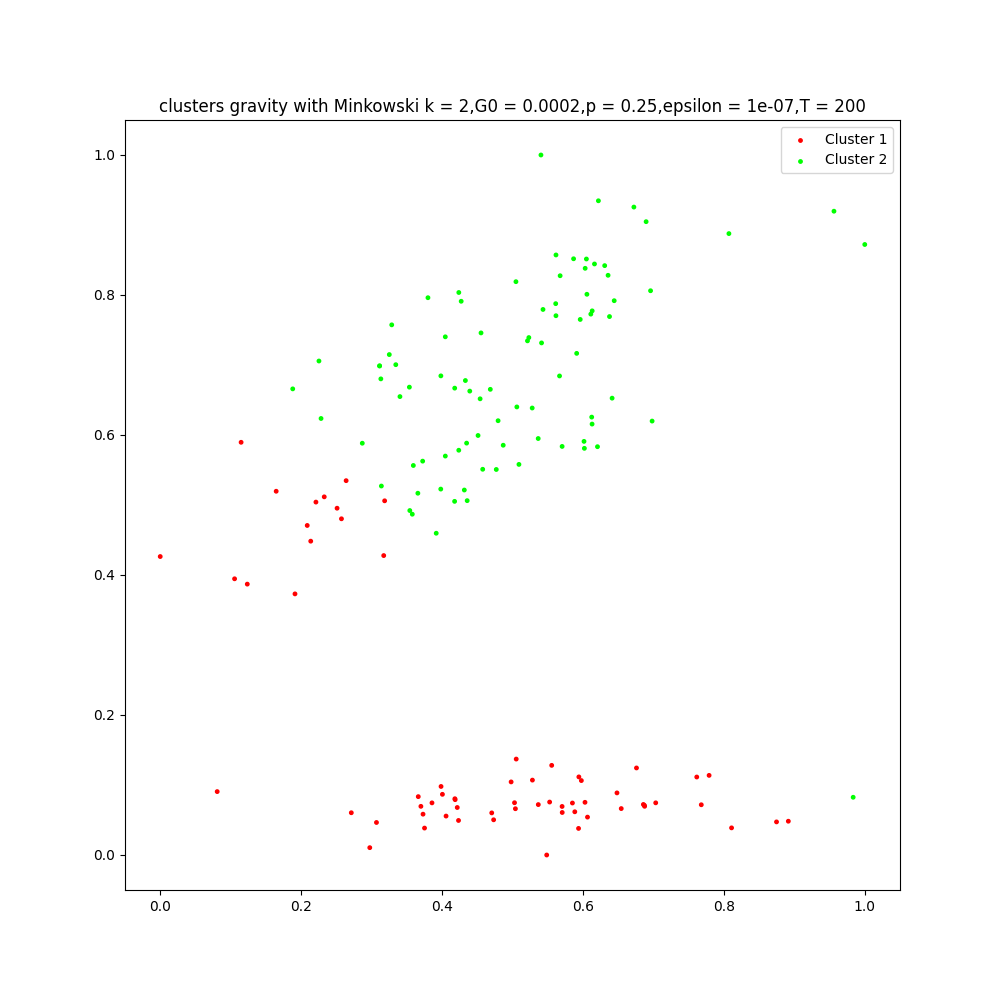 clusters gravity with Minkowski k = 2,G0 = 0.0002,p = 0.25,epsilon = 1e-07,T = 200
Cluster 1
Cluster 2
1.0
0.8
0.6
0.4
0.2
0.0
0.0 0.2 0.4 0.6 0.8 1.0